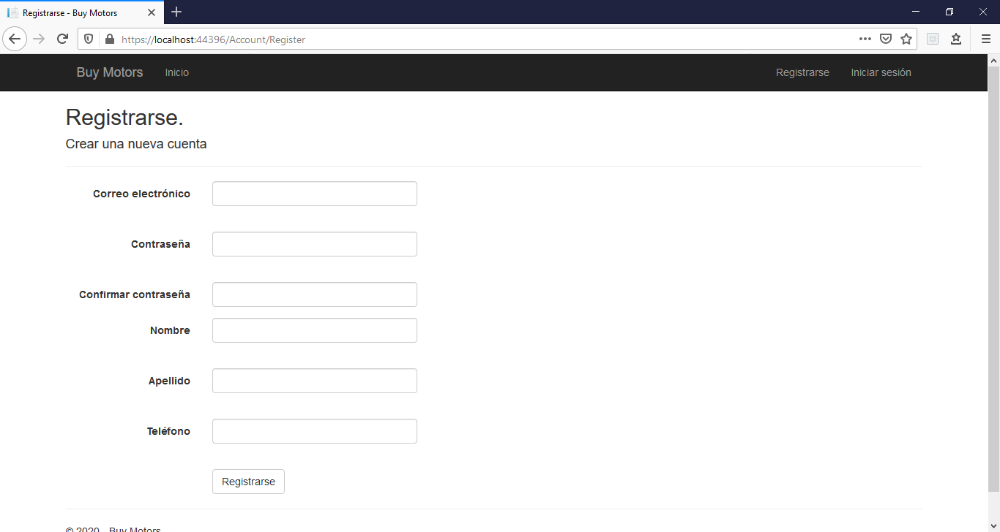 Registrarse - Buy Motors
https://localhost:44396/Account/Register
Buy Motors Inicio Registrarse Iniciar sesión
Registrarse.
Crear una nueva cuenta
Correo electrónico
Contraseña
Confirmar contraseña
Nombre
Apellido
Teléfono
Registrarse
© 2020 - Buy Motors